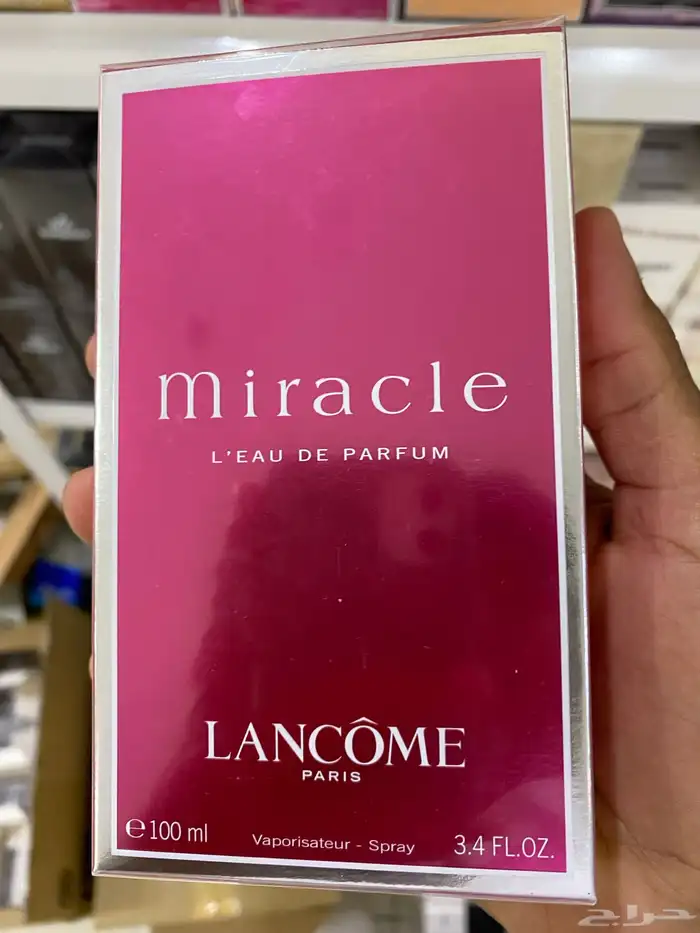 miracle
L'EAU DE PARFUM
LANCÔME
PARIS
℮ 100 ml
Vaporisateur - Spray
3.4 FL.OZ.
حراج